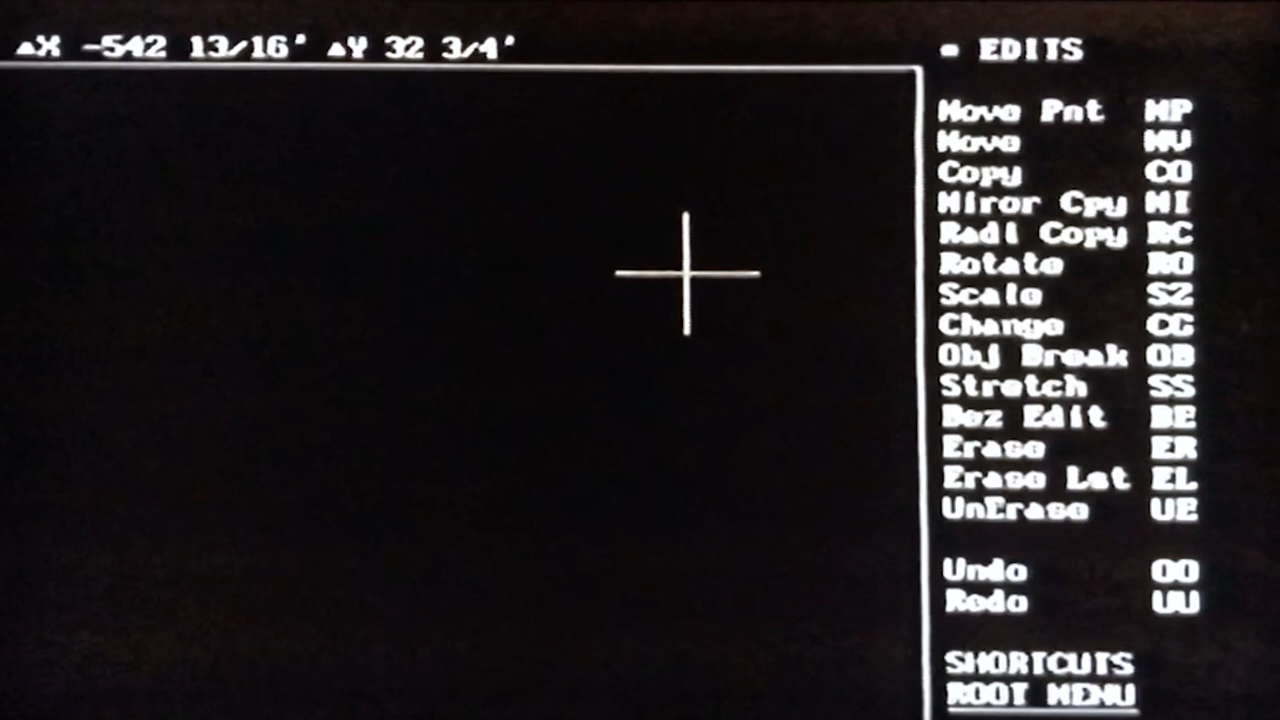 ▲X -542 13/16" ▲Y 32 3/4"
▪ EDITS
Move Pnt MP
Move MV
Copy CO
Miror Cpy MI
Radl Copy RC
Rotate RO
Scale SZ
Change CG
Obj Break OB
Stretch SS
Bez Edit BE
Erase ER
Erase Lst EL
UnErase UE
Undo OO
Redo UU
SHORTCUTS
ROOT MENU